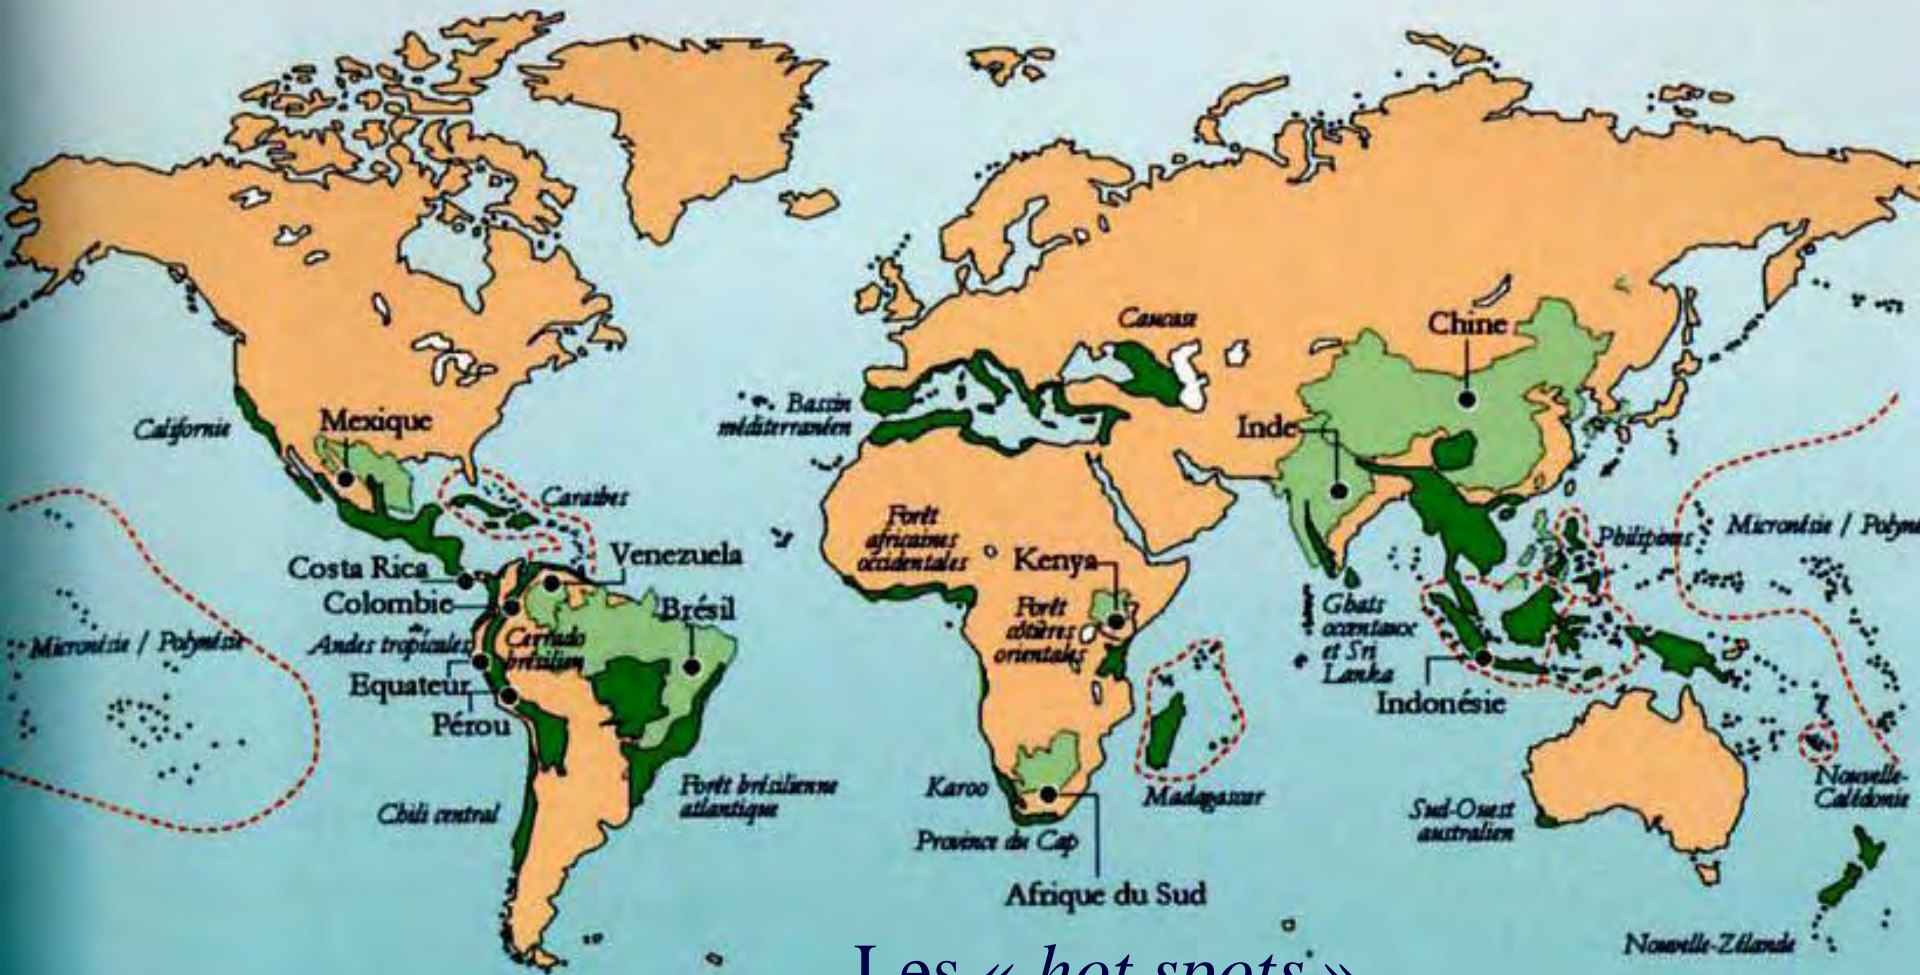 Caucase
Chine
Bassin
méditerranéen
Californie
Mexique
Inde
Caraïbes
Forêt
africaines
occidentales
Philipines
Micronésie / Polyné
Costa Rica
Venezuela
Kenya
Colombie
Brésil
Forêt
côtières
orientales
Ghats
occentaux
et Sri
Lanka
Micronésie / Polynésie
Andes tropicales
Cerrado
brésilien
Equateur
Pérou
Indonésie
Karoo
Madagascar
Nouvelle-
Calédonie
Chili central
Forêt brésilienne
atlantique
Sud-Ouest
australien
Province du Cap
Afrique du Sud
Nouvelle-Zélande
Les « hot spots »